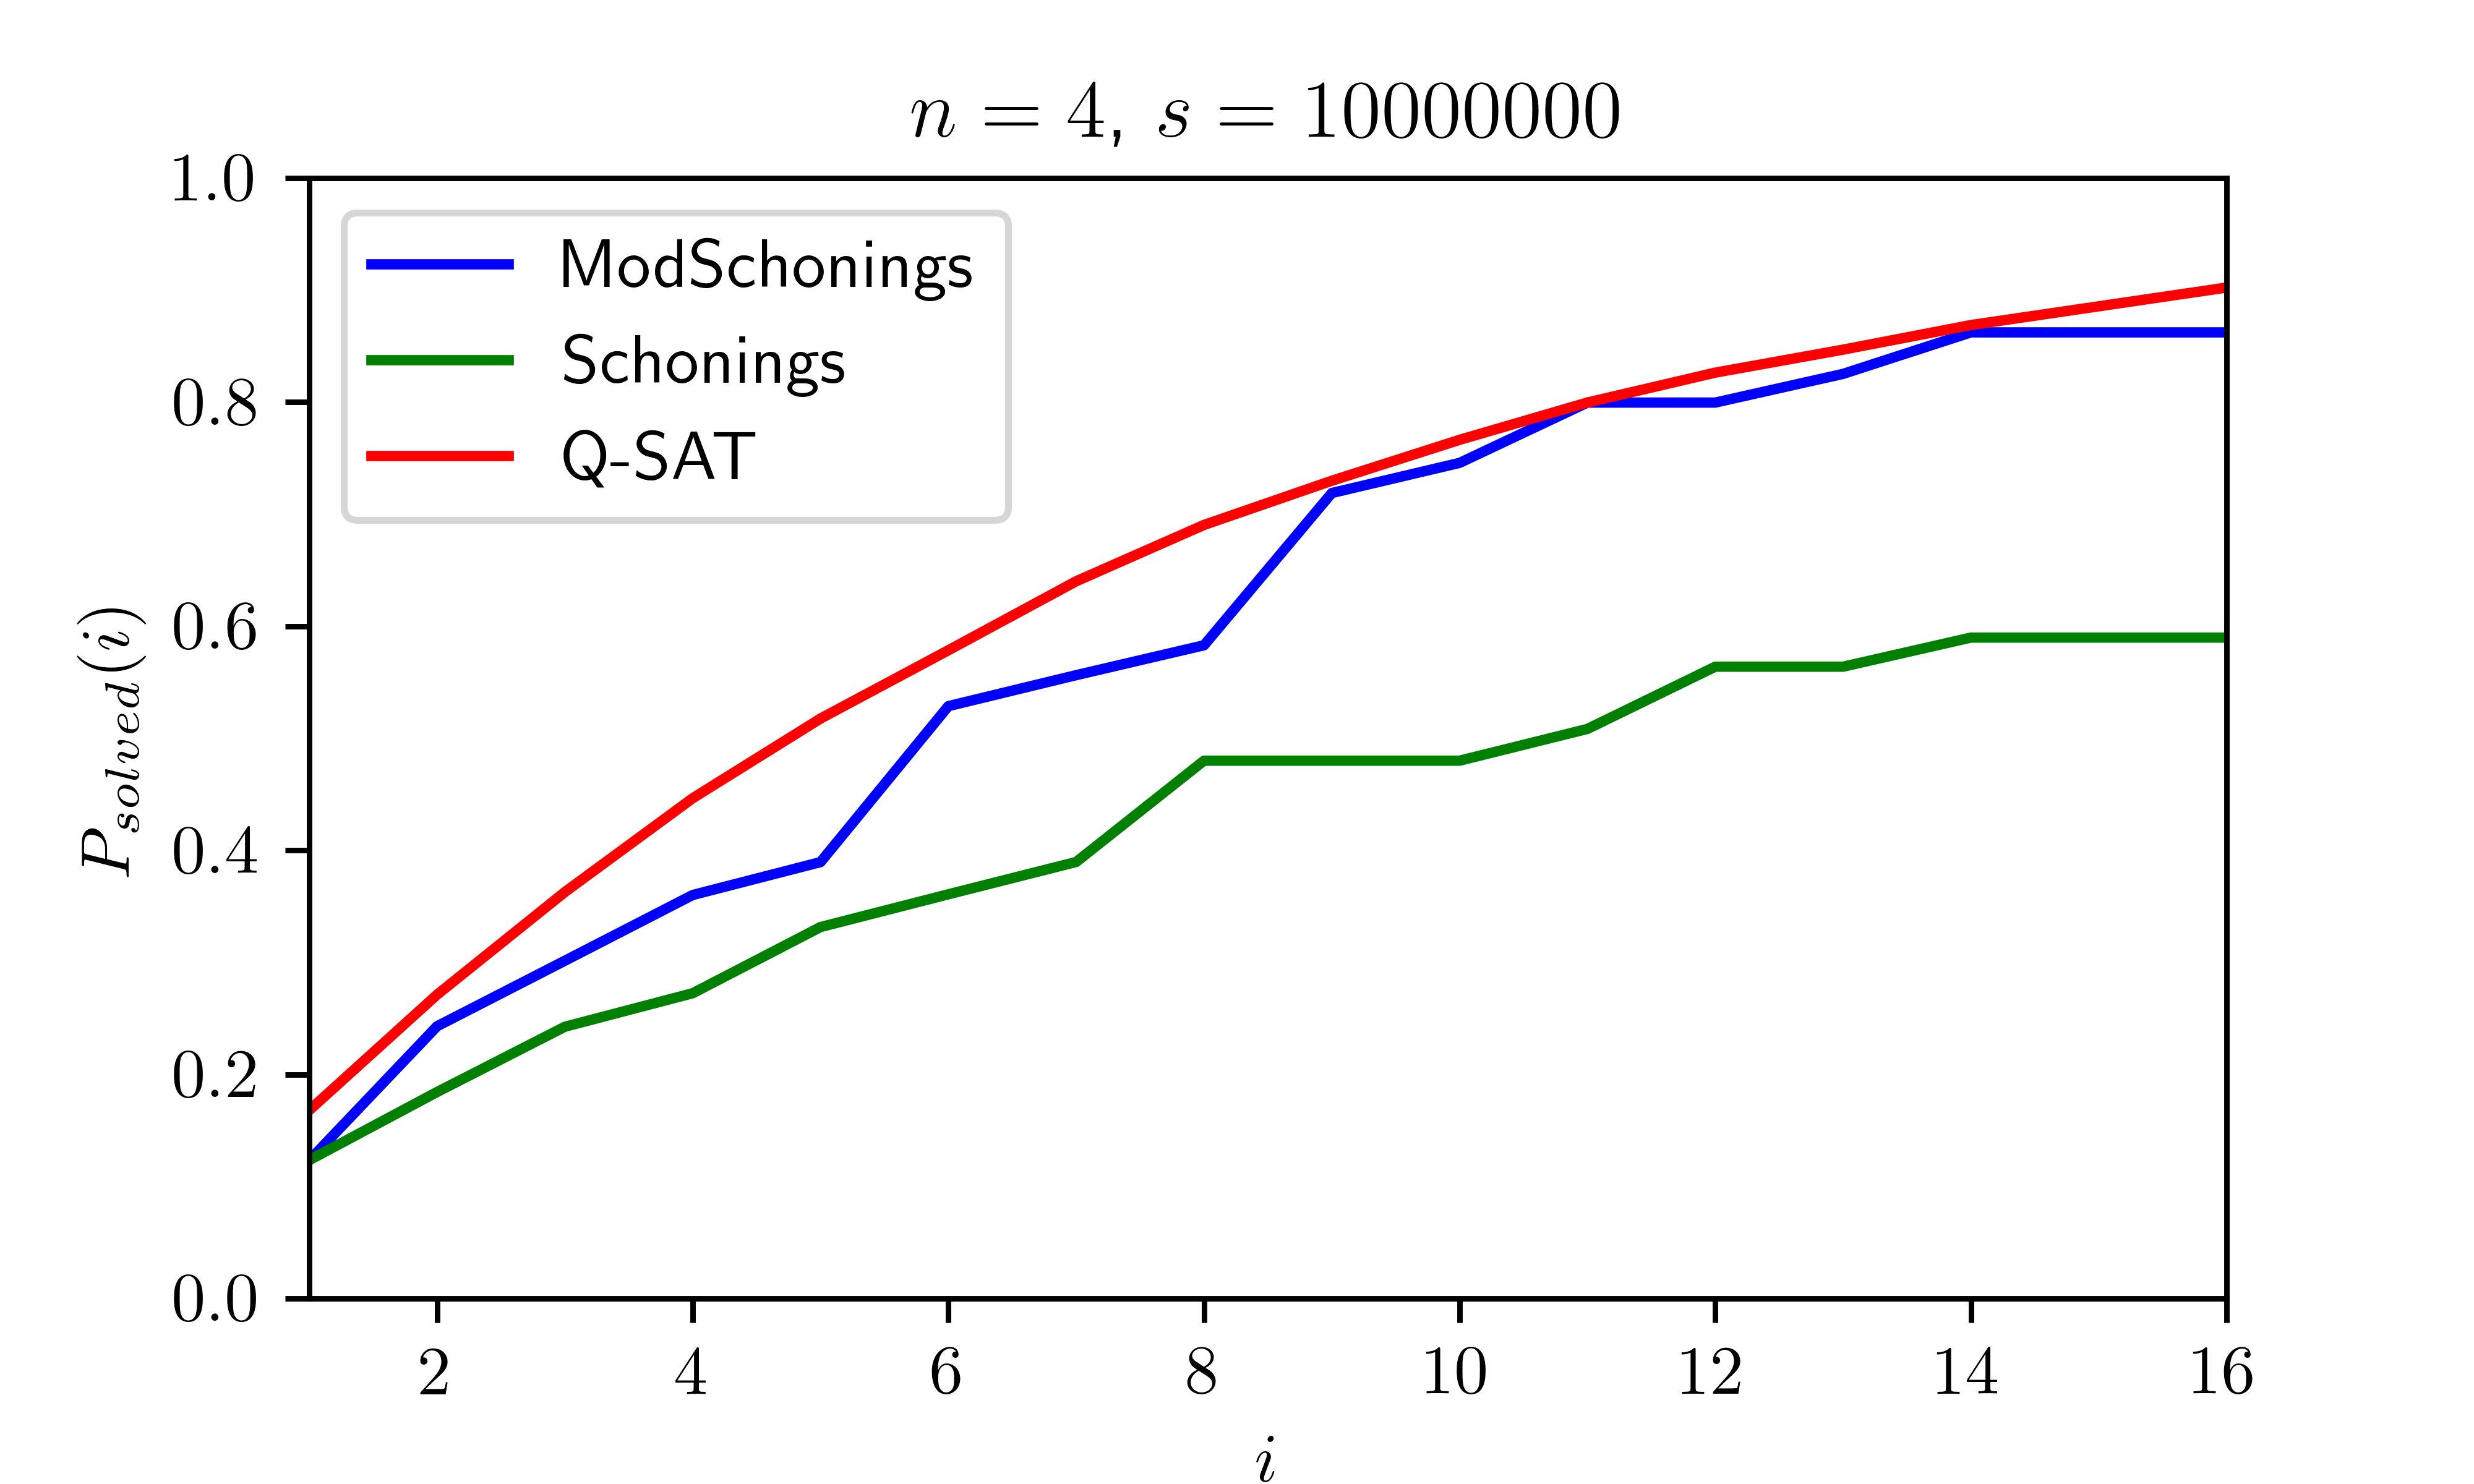 n = 4, s = 10000000
1.0
0.8
0.6
0.4
0.2
0.0
ModSchonings
Schonings
Q-SAT
P_solved(i)
2 4 6 8 10 12 14 16
i